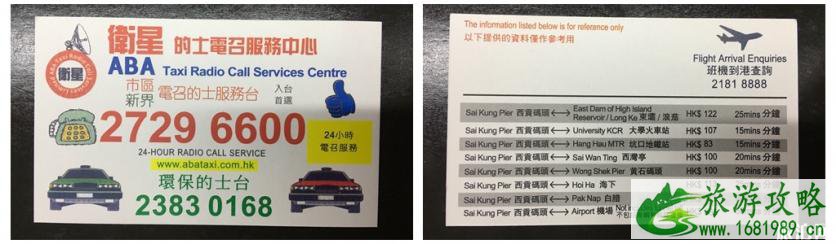 衛星 的士電召服務中心
ABA Taxi Radio Call Services Centre
衛星
市區
新界
電召的士服務台
入台
首選
2729 6600
24小時
電召服務
24-HOUR RADIO CALL SERVICE
www.abataxi.com.hk
環保的士台
2383 0168
The information listed below is for referance only
以下提供的資料僅作參考用
Flight Arrival Enquiries
班機到港查詢
2181 8888
Sai Kung Pier 西貢碼頭 ⟷ East Dam of High Island Reservoir / Long Ke 東壩 / 浪茄 HK$ 122 25mins 分鐘
Sai Kung Pier 西貢碼頭 ⟷ University KCR 大學火車站 HK$ 107 15mins 分鐘
Sai Kung Pier 西貢碼頭 ⟷ Hang Hau MTR 坑口地鐵站 HK$ 83 15mins 分鐘
Sai Kung Pier 西貢碼頭 ⟷ Sai Wan Ting 西灣亭 HK$ 100 20mins 分鐘
Sai Kung Pier 西貢碼頭 ⟷ Wong Shek Pier 黃石碼頭 HK$ 100 20mins 分鐘
Sai Kung Pier 西貢碼頭 ⟷ Hoi Ha 海下
Sai Kung Pier 西貢碼頭 ⟷ Pak Nap 白腊
Sai Kung Pier 西貢碼頭 ⟷ Airport 機場
旅游攻略
www.1681989.cn